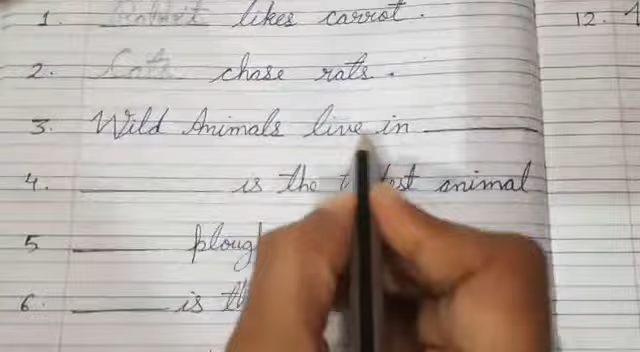 1. Rabbit likes carrot.
2. Cats chase rats.
3. Wild Animals live in
4. is the animal
5
6. is
12.